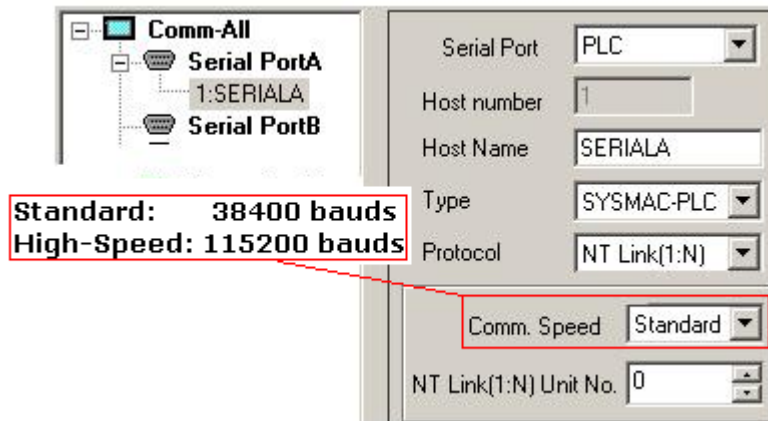 Comm-All
Serial PortA
1:SERIALA
Serial PortB
Standard: 38400 bauds
High-Speed: 115200 bauds
Serial Port PLC
Host number 1
Host Name SERIALA
Type SYSMAC-PLC
Protocol NT Link(1:N)
Comm. Speed Standard
NT Link(1:N) Unit No. 0